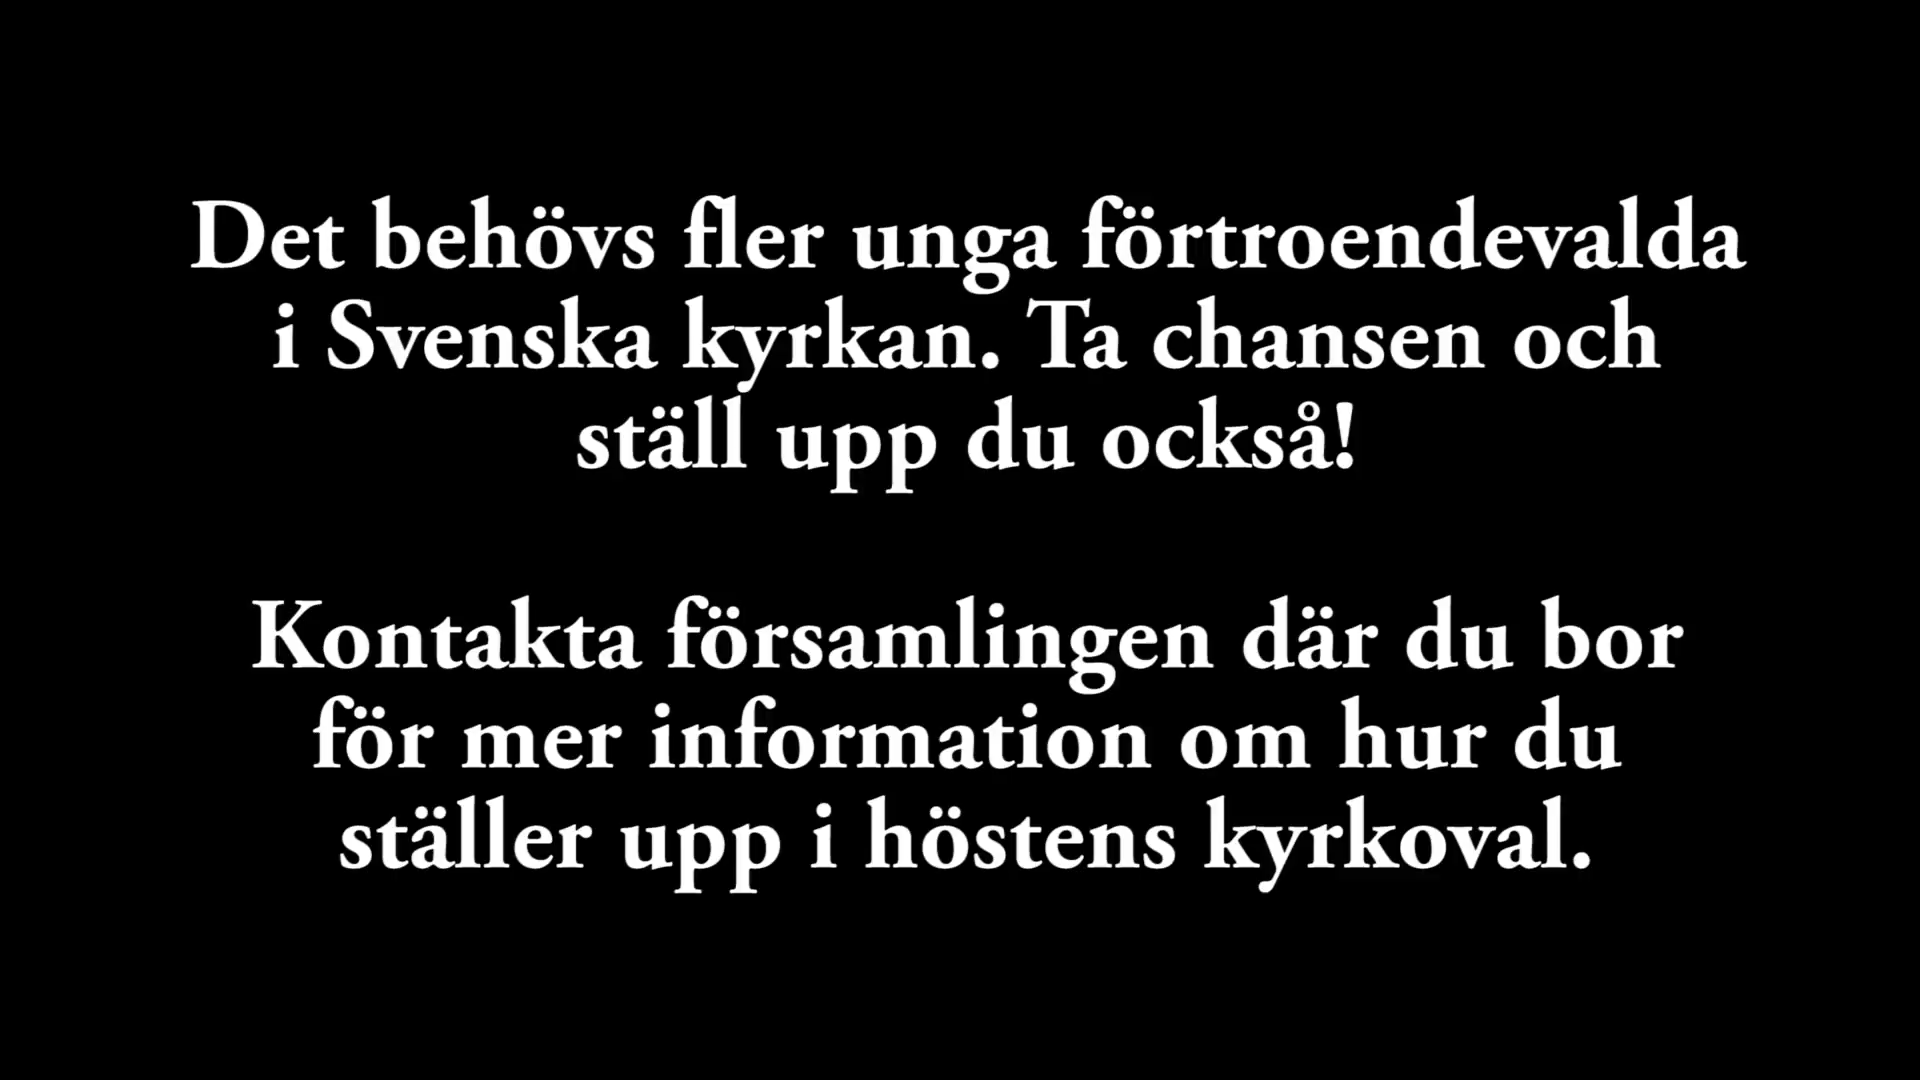 Det behövs fler unga förtroendevalda
i Svenska kyrkan. Ta chansen och
ställ upp du också!
Kontakta församlingen där du bor
för mer information om hur du
ställer upp i höstens kyrkoval.